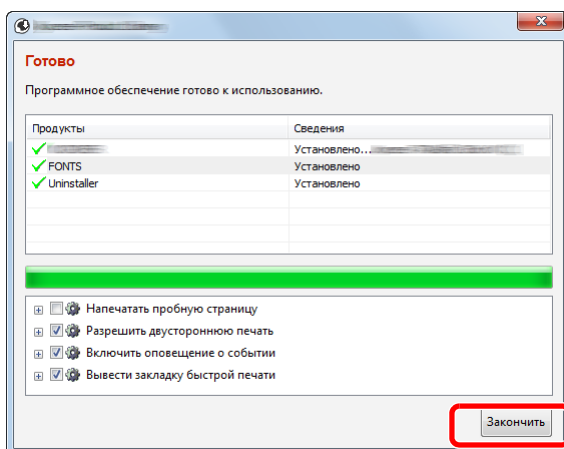 Готово
Программное обеспечение готово к использованию.
Продукты Сведения
Установлено...
FONTS Установлено
Uninstaller Установлено
Напечатать пробную страницу
Разрешить двустороннюю печать
Включить оповещение о событии
Вывести закладку быстрой печати
Закончить